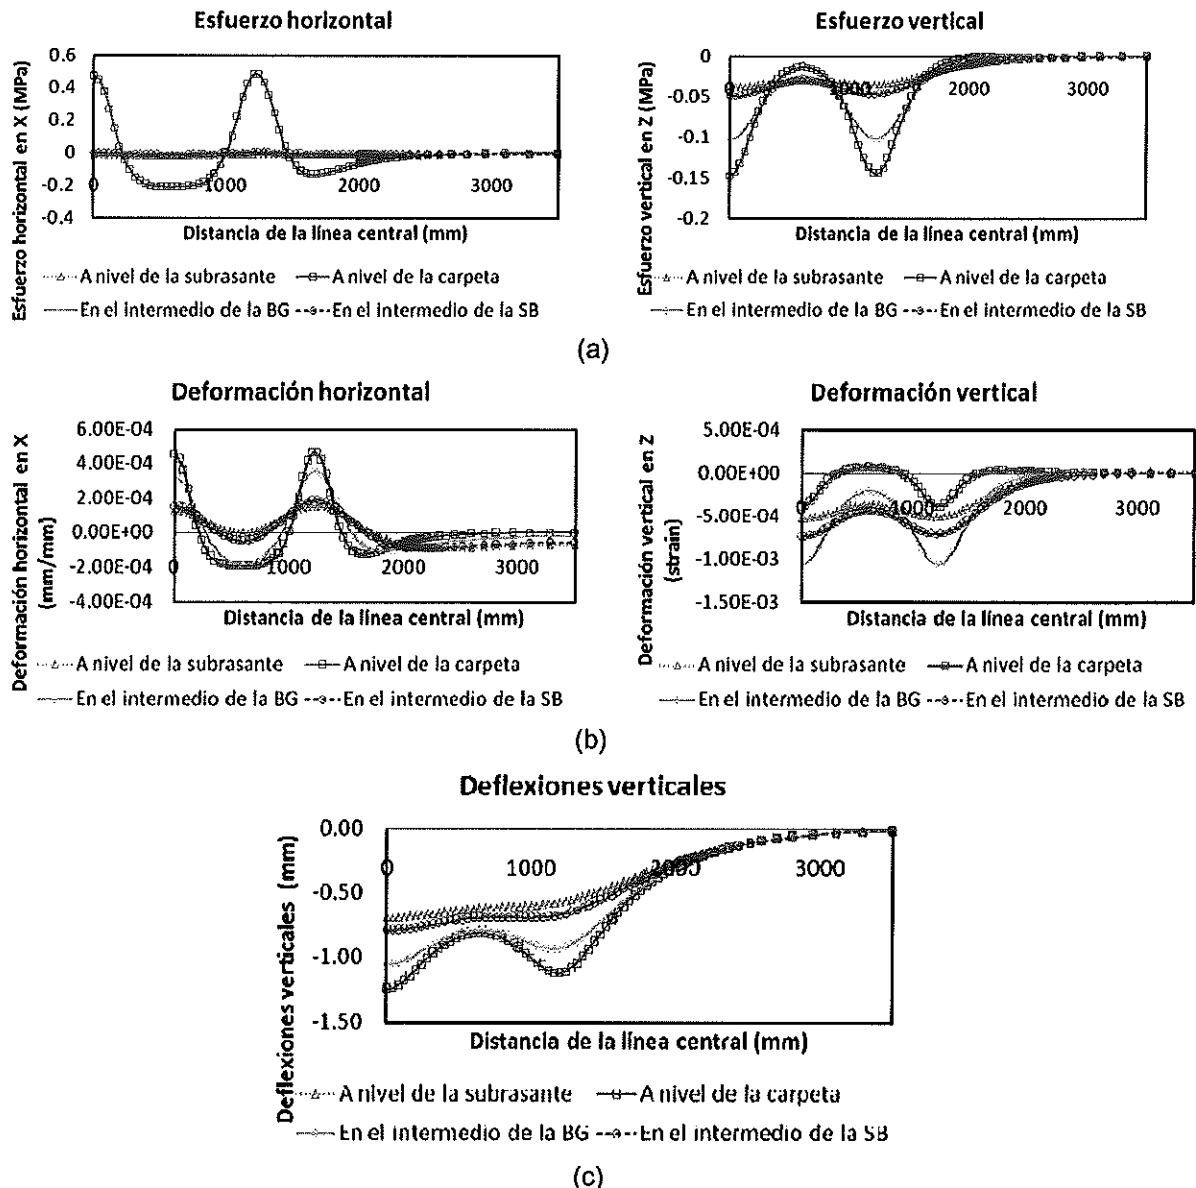 Esfuerzo horizontal
Esfuerzo horizontal en X (MPa)
0.6
0.4
0.2
0
-0.2
-0.4
0
1000
2000
3000
Distancia de la línea central (mm)
A nivel de la subrasante
A nivel de la carpeta
En el intermedio de la BG
En el intermedio de la SB
Esfuerzo vertical
Esfuerzo vertical en Z (MPa)
0
-0.05
-0.1
-0.15
-0.2
0
1000
2000
3000
Distancia de la línea central (mm)
A nivel de la subrasante
A nivel de la carpeta
En el intermedio de la BG
En el intermedio de la SB
(a)
Deformación horizontal
Deformación horizontal en X
(mm/mm)
6.00E-04
4.00E-04
2.00E-04
0.00E+00
-2.00E-04
-4.00E-04
0
1000
2000
3000
Distancia de la línea central (mm)
A nivel de la subrasante
A nivel de la carpeta
En el intermedio de la BG
En el intermedio de la SB
Deformación vertical
Deformación vertical en Z
(strain)
5.00E-04
0.00E+00
-5.00E-04
-1.00E-03
-1.50E-03
0
1000
2000
3000
Distancia de la línea central (mm)
A nivel de la subrasante
A nivel de la carpeta
En el intermedio de la BG
En el intermedio de la SB
(b)
Deflexiones verticales
Deflexiones verticales (mm)
0.00
-0.50
-1.00
-1.50
0
1000
2000
3000
Distancia de la línea central (mm)
A nivel de la subrasante
A nivel de la carpeta
En el intermedio de la BG
En el intermedio de la SB
(c)